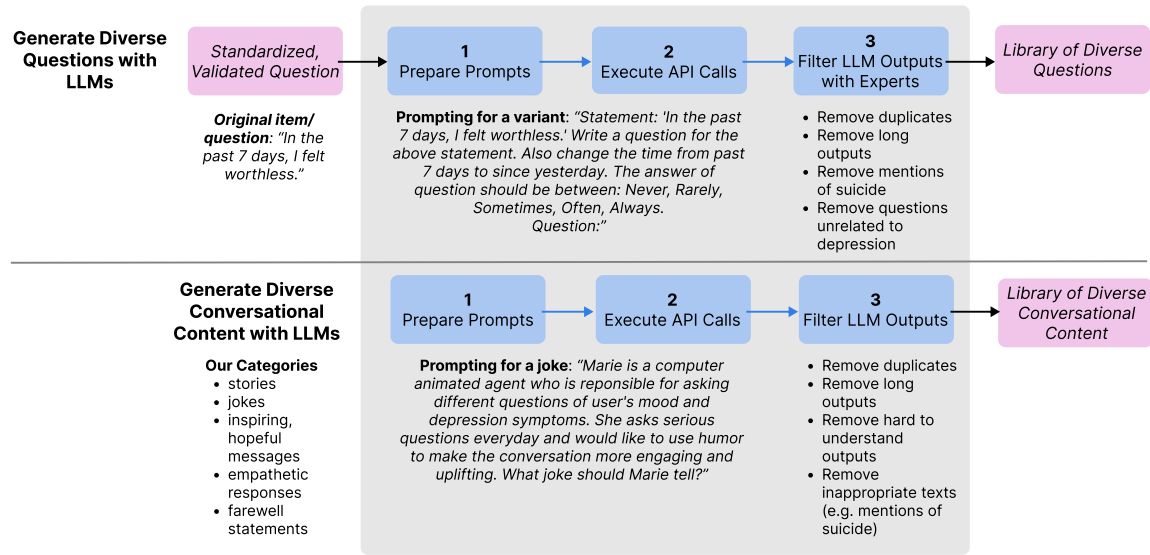 Generate Diverse
Questions with
LLMs
Standardized,
Validated Question
1
Prepare Prompts
2
Execute API Calls
3
Filter LLM Outputs
with Experts
Library of Diverse
Questions
Original item/
question: “In the
past 7 days, I felt
worthless.”
Prompting for a variant: “Statement: 'In the past
7 days, I felt worthless.' Write a question for the
above statement. Also change the time from past
7 days to since yesterday. The answer of
question should be between: Never, Rarely,
Sometimes, Often, Always.
Question:”
• Remove duplicates
• Remove long
outputs
• Remove mentions
of suicide
• Remove questions
unrelated to
depression
Generate Diverse
Conversational
Content with LLMs
1
Prepare Prompts
2
Execute API Calls
3
Filter LLM Outputs
Library of Diverse
Conversational
Content
Our Categories
• stories
• jokes
• inspiring,
hopeful
messages
• empathetic
responses
• farewell
statements
Prompting for a joke: “Marie is a computer
animated agent who is reponsible for asking
different questions of user's mood and
depression symptoms. She asks serious
questions everyday and would like to use humor
to make the conversation more engaging and
uplifting. What joke should Marie tell?”
• Remove duplicates
• Remove long
outputs
• Remove hard to
understand
outputs
• Remove
inappropriate texts
(e.g. mentions of
suicide)